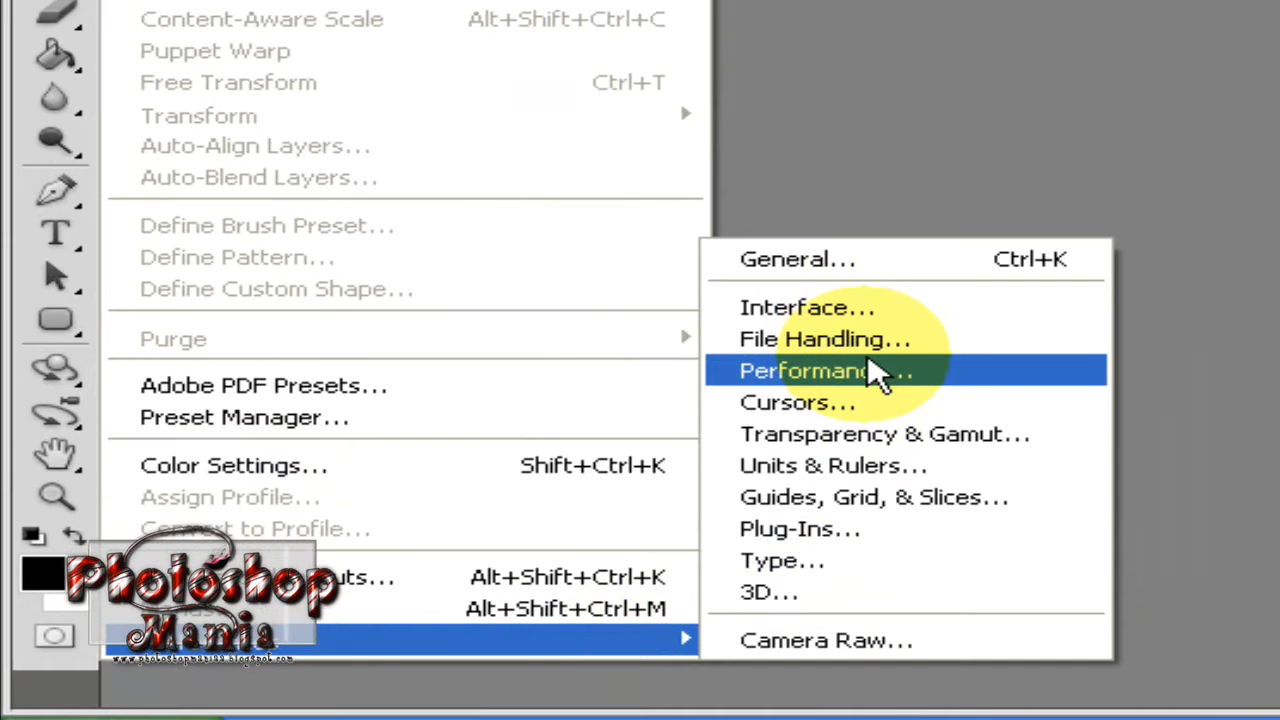 Content-Aware Scale Alt+Shift+Ctrl+C
Puppet Warp
Free Transform Ctrl+T
Transform
Auto-Align Layers...
Auto-Blend Layers...
Define Brush Preset...
Define Pattern...
Define Custom Shape...
Purge
Adobe PDF Presets...
Preset Manager...
Color Settings... Shift+Ctrl+K
Assign Profile...
Convert to Profile...
Alt+Shift+Ctrl+K
Alt+Shift+Ctrl+M
General... Ctrl+K
Interface...
File Handling...
Performance...
Cursors...
Transparency & Gamut...
Units & Rulers...
Guides, Grid, & Slices...
Plug-Ins...
Type...
3D...
Camera Raw...
T
Photoshop
Mania